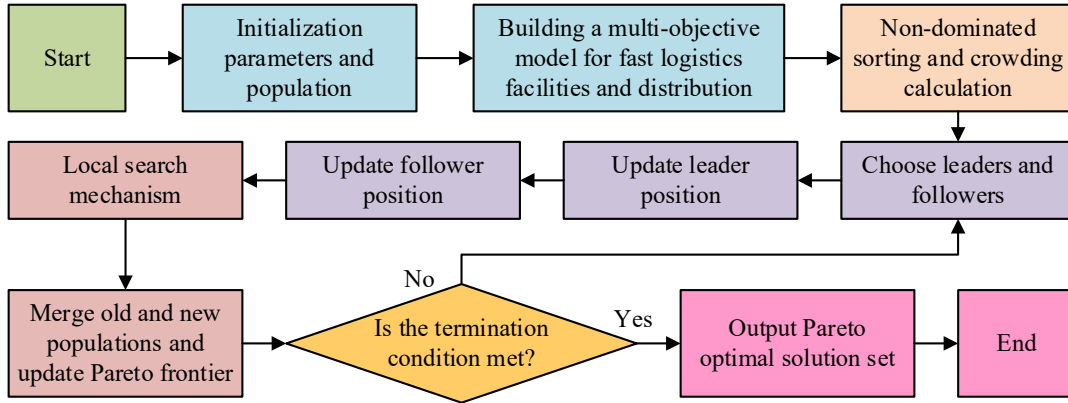 Start
Initialization
parameters and
population
Building a multi-objective
model for fast logistics
facilities and distribution
Non-dominated
sorting and crowding
calculation
Local search
mechanism
Update follower
position
Update leader
position
Choose leaders and
followers
No
Merge old and new
populations and
update Pareto frontier
Is the termination
condition met?
Yes
Output Pareto
optimal solution set
End